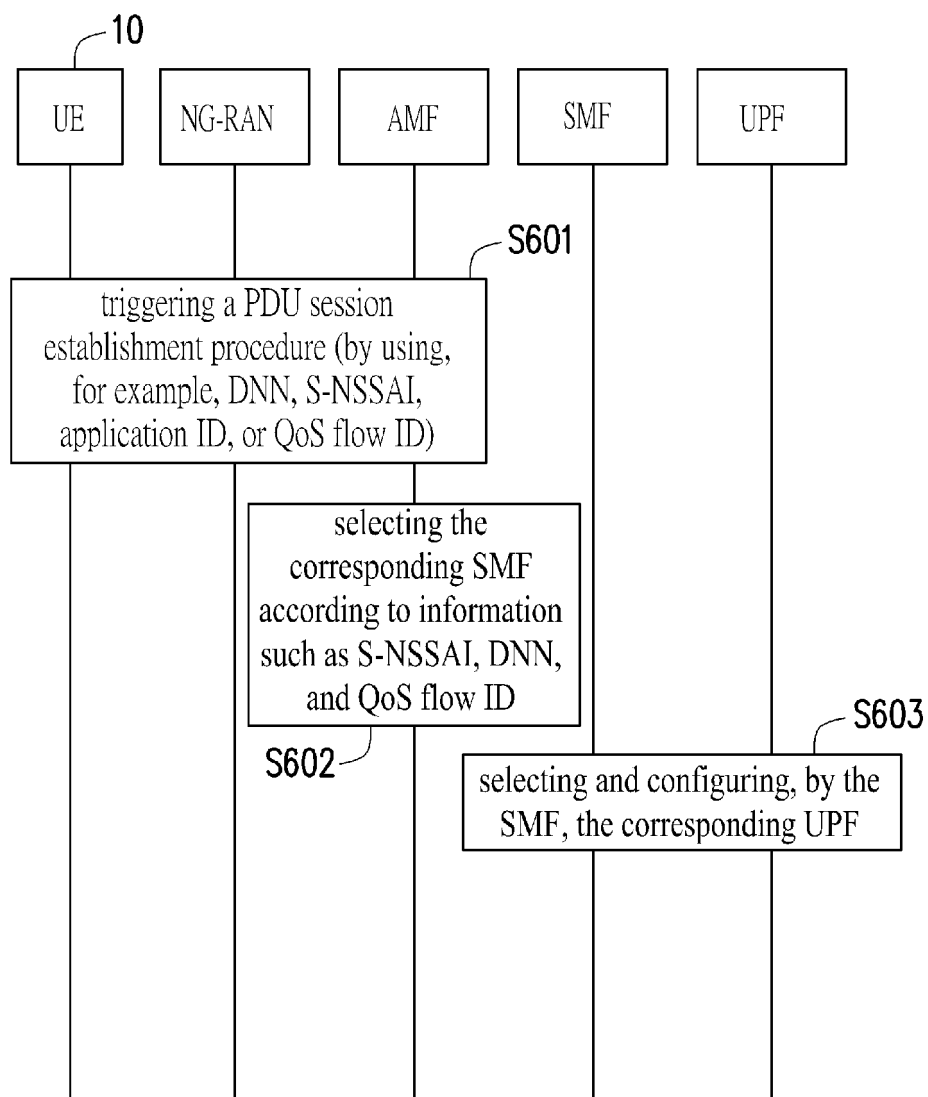 10
UE
NG-RAN
AMF
SMF
UPF
S601
triggering a PDU session
establishment procedure (by using,
for example, DNN, S-NSSAI,
application ID, or QoS flow ID)
selecting the
corresponding SMF
according to information
such as S-NSSAI, DNN,
and QoS flow ID
S602
S603
selecting and configuring, by the
SMF, the corresponding UPF